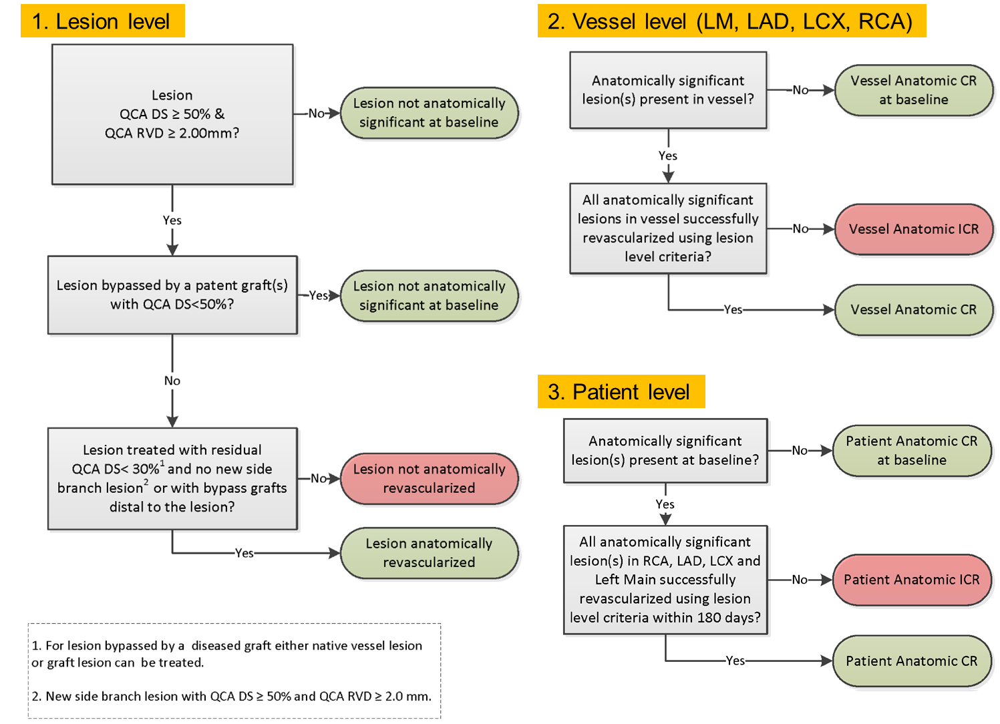 1. Lesion level
Lesion
QCA DS ≥ 50% &
QCA RVD ≥ 2.00mm?
No
Lesion not anatomically
significant at baseline
Yes
Lesion bypassed by a patent graft(s)
with QCA DS<50%?
Yes
Lesion not anatomically
significant at baseline
No
Lesion treated with residual
QCA DS< 30%1 and no new side
branch lesion2 or with bypass grafts
distal to the lesion?
No
Lesion not anatomically
revascularized
Yes
Lesion anatomically
revascularized
1. For lesion bypassed by a diseased graft either native vessel lesion
or graft lesion can be treated.
2. New side branch lesion with QCA DS ≥ 50% and QCA RVD ≥ 2.0 mm.
2. Vessel level (LM, LAD, LCX, RCA)
Anatomically significant
lesion(s) present in vessel?
No
Vessel Anatomic CR
at baseline
Yes
All anatomically significant
lesions in vessel successfully
revascularized using lesion
level criteria?
No
Vessel Anatomic ICR
Yes
Vessel Anatomic CR
3. Patient level
Anatomically significant
lesion(s) present at baseline?
No
Patient Anatomic CR
at baseline
Yes
All anatomically significant
lesion(s) in RCA, LAD, LCX and
Left Main successfully
revascularized using lesion
level criteria within 180 days?
No
Patient Anatomic ICR
Yes
Patient Anatomic CR